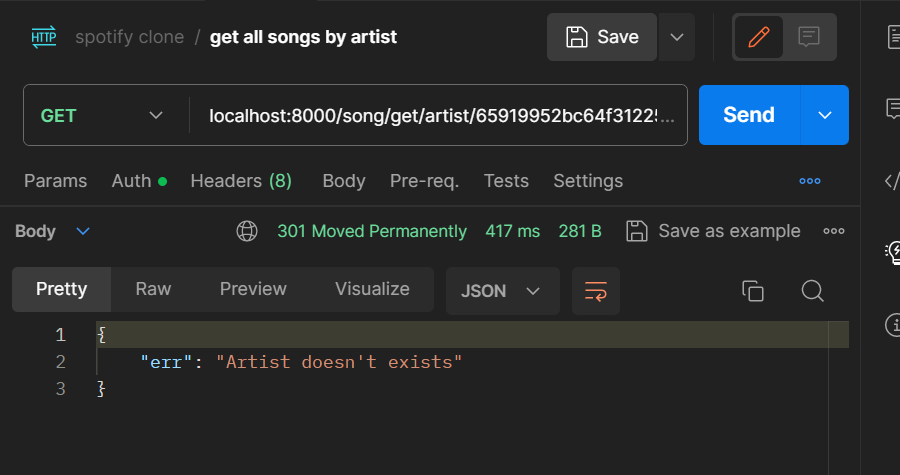 HTTP spotify clone / get all songs by artist Save
GET localhost:8000/song/get/artist/65919952bc64f31225... Send
Params Auth Headers (8) Body Pre-req. Tests Settings
Body 301 Moved Permanently 417 ms 281 B Save as example
Pretty Raw Preview Visualize JSON
1 {
2 "err": "Artist doesn't exists"
3 }